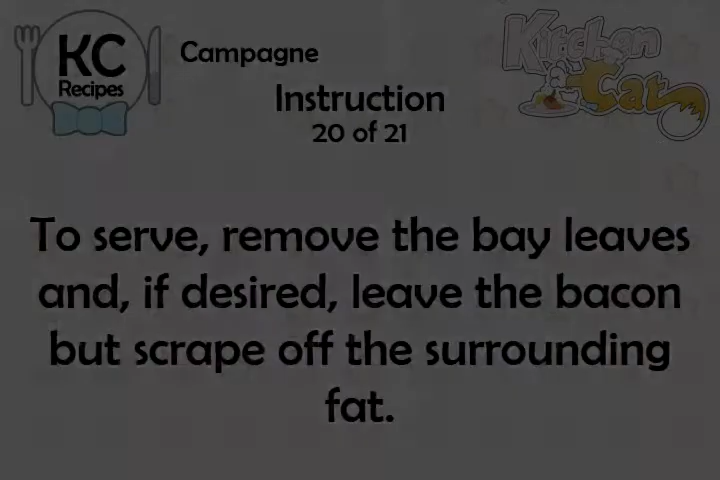 KC
Recipes
Campagne
Kitchen
Cat
Instruction
20 of 21
To serve, remove the bay leaves
and, if desired, leave the bacon
but scrape off the surrounding
fat.